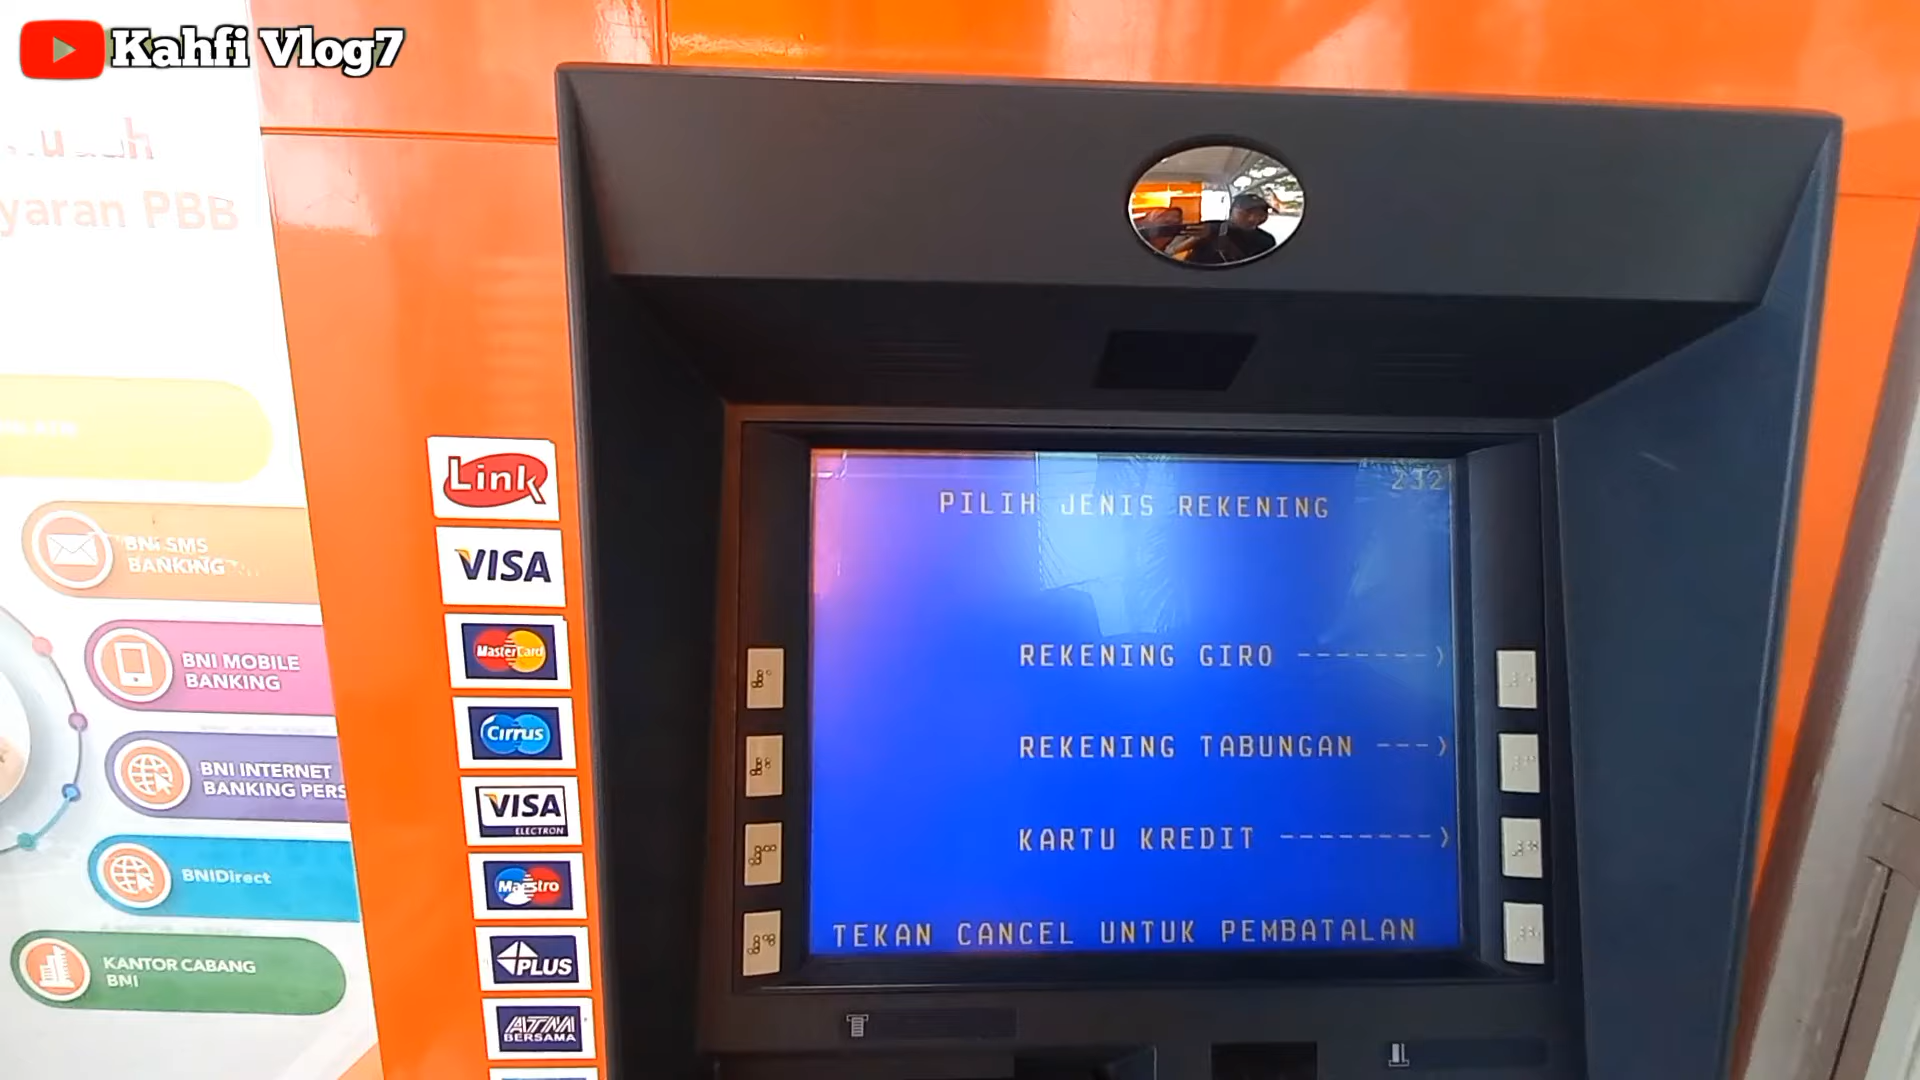 Kahfi Vlog7
yaran PBB
BNI SMS
BANKING
BNI MOBILE
BANKING
BNI INTERNET
BANKING PERS
BNIDirect
KANTOR CABANG
BNI
Link
VISA
MasterCard
Cirrus
VISA
ELECTRON
Maestro
PLUS
ATM
BERSAMA
232
PILIH JENIS REKENING
REKENING GIRO ------->
REKENING TABUNGAN --->
KARTU KREDIT -------->
TEKAN CANCEL UNTUK PEMBATALAN